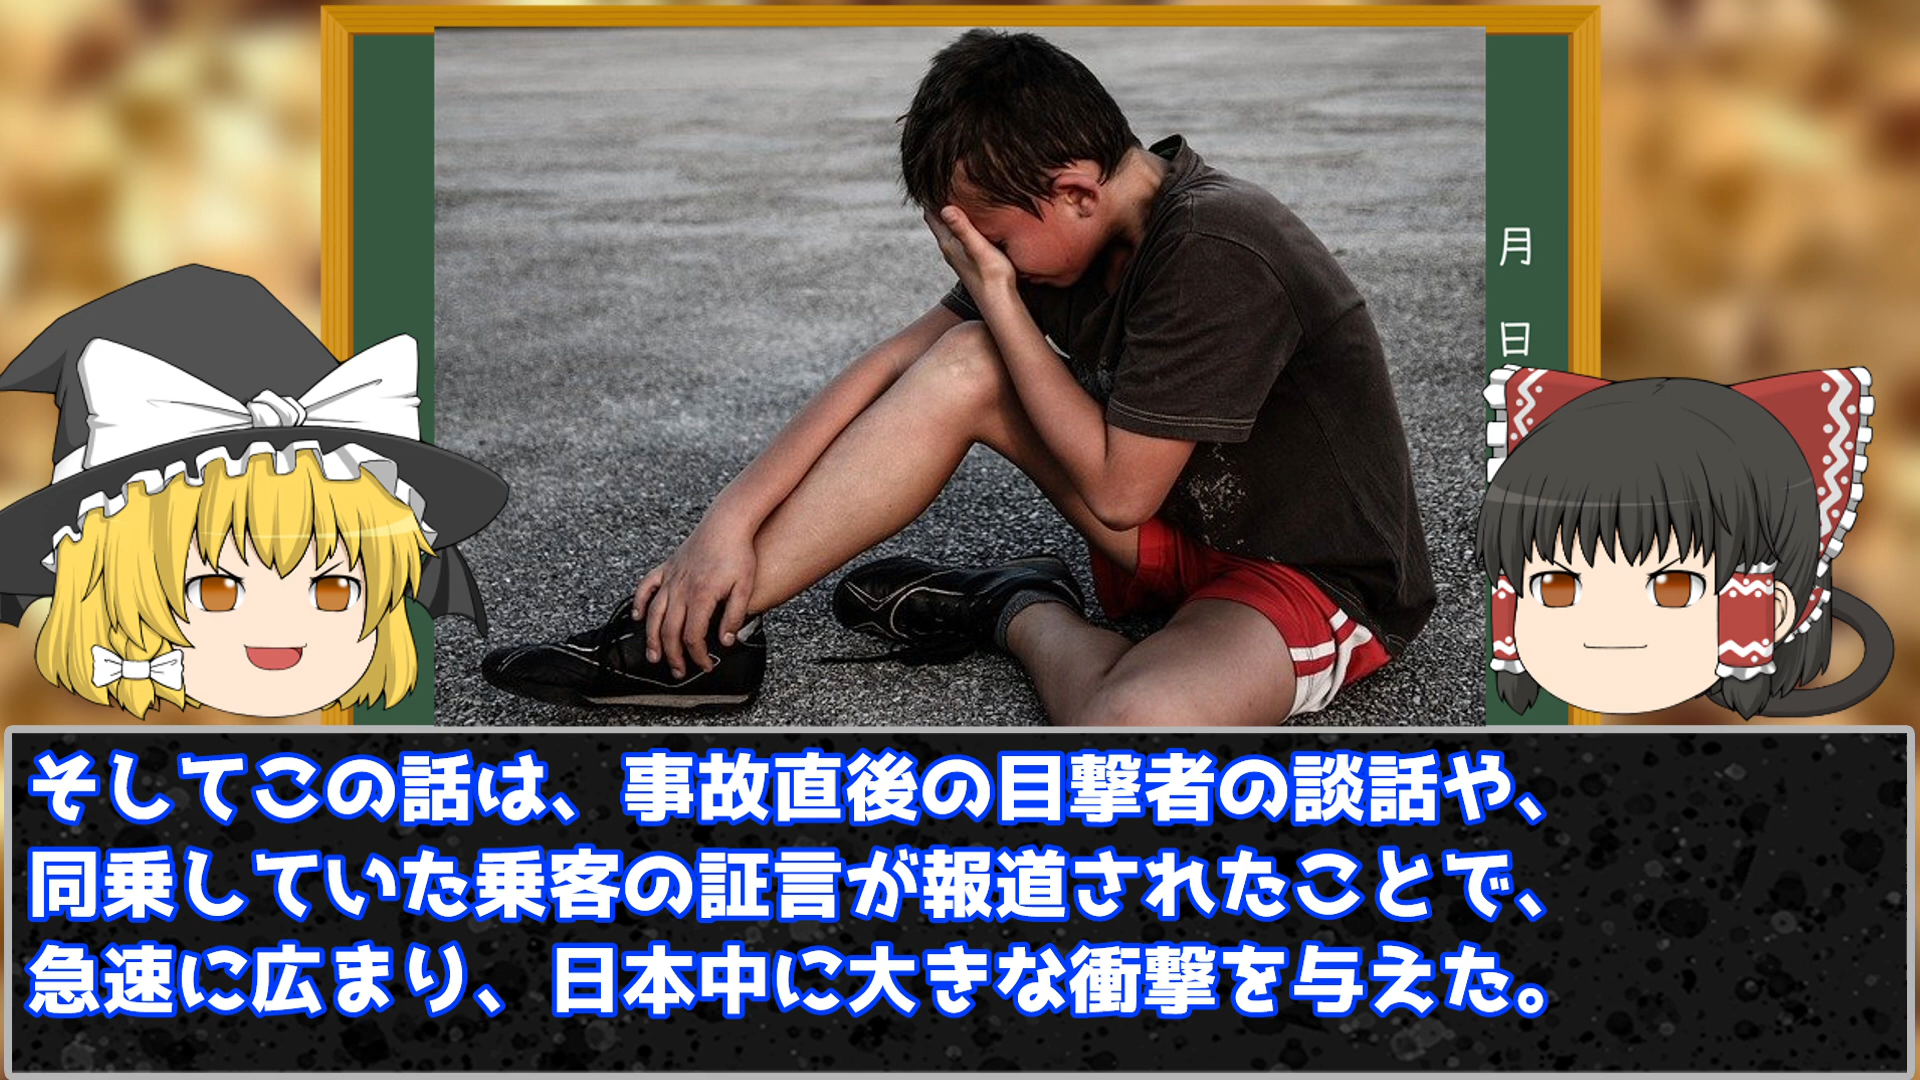 月
日
そしてこの話は、事故直後の目撃者の談話や、
同乗していた乗客の証言が報道されたことで、
急速に広まり、日本中に大きな衝撃を与えた。